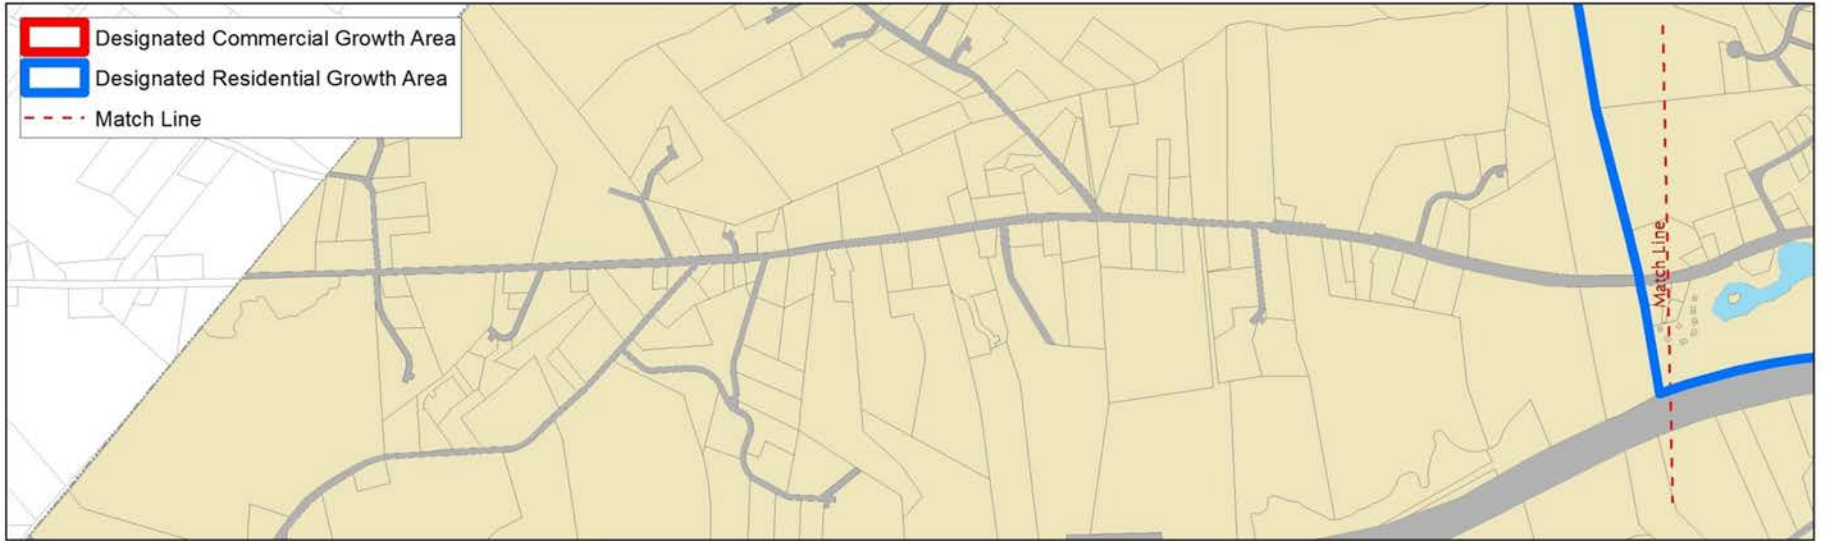 Designated Commercial Growth Area
Designated Residential Growth Area
Match Line
Match Line